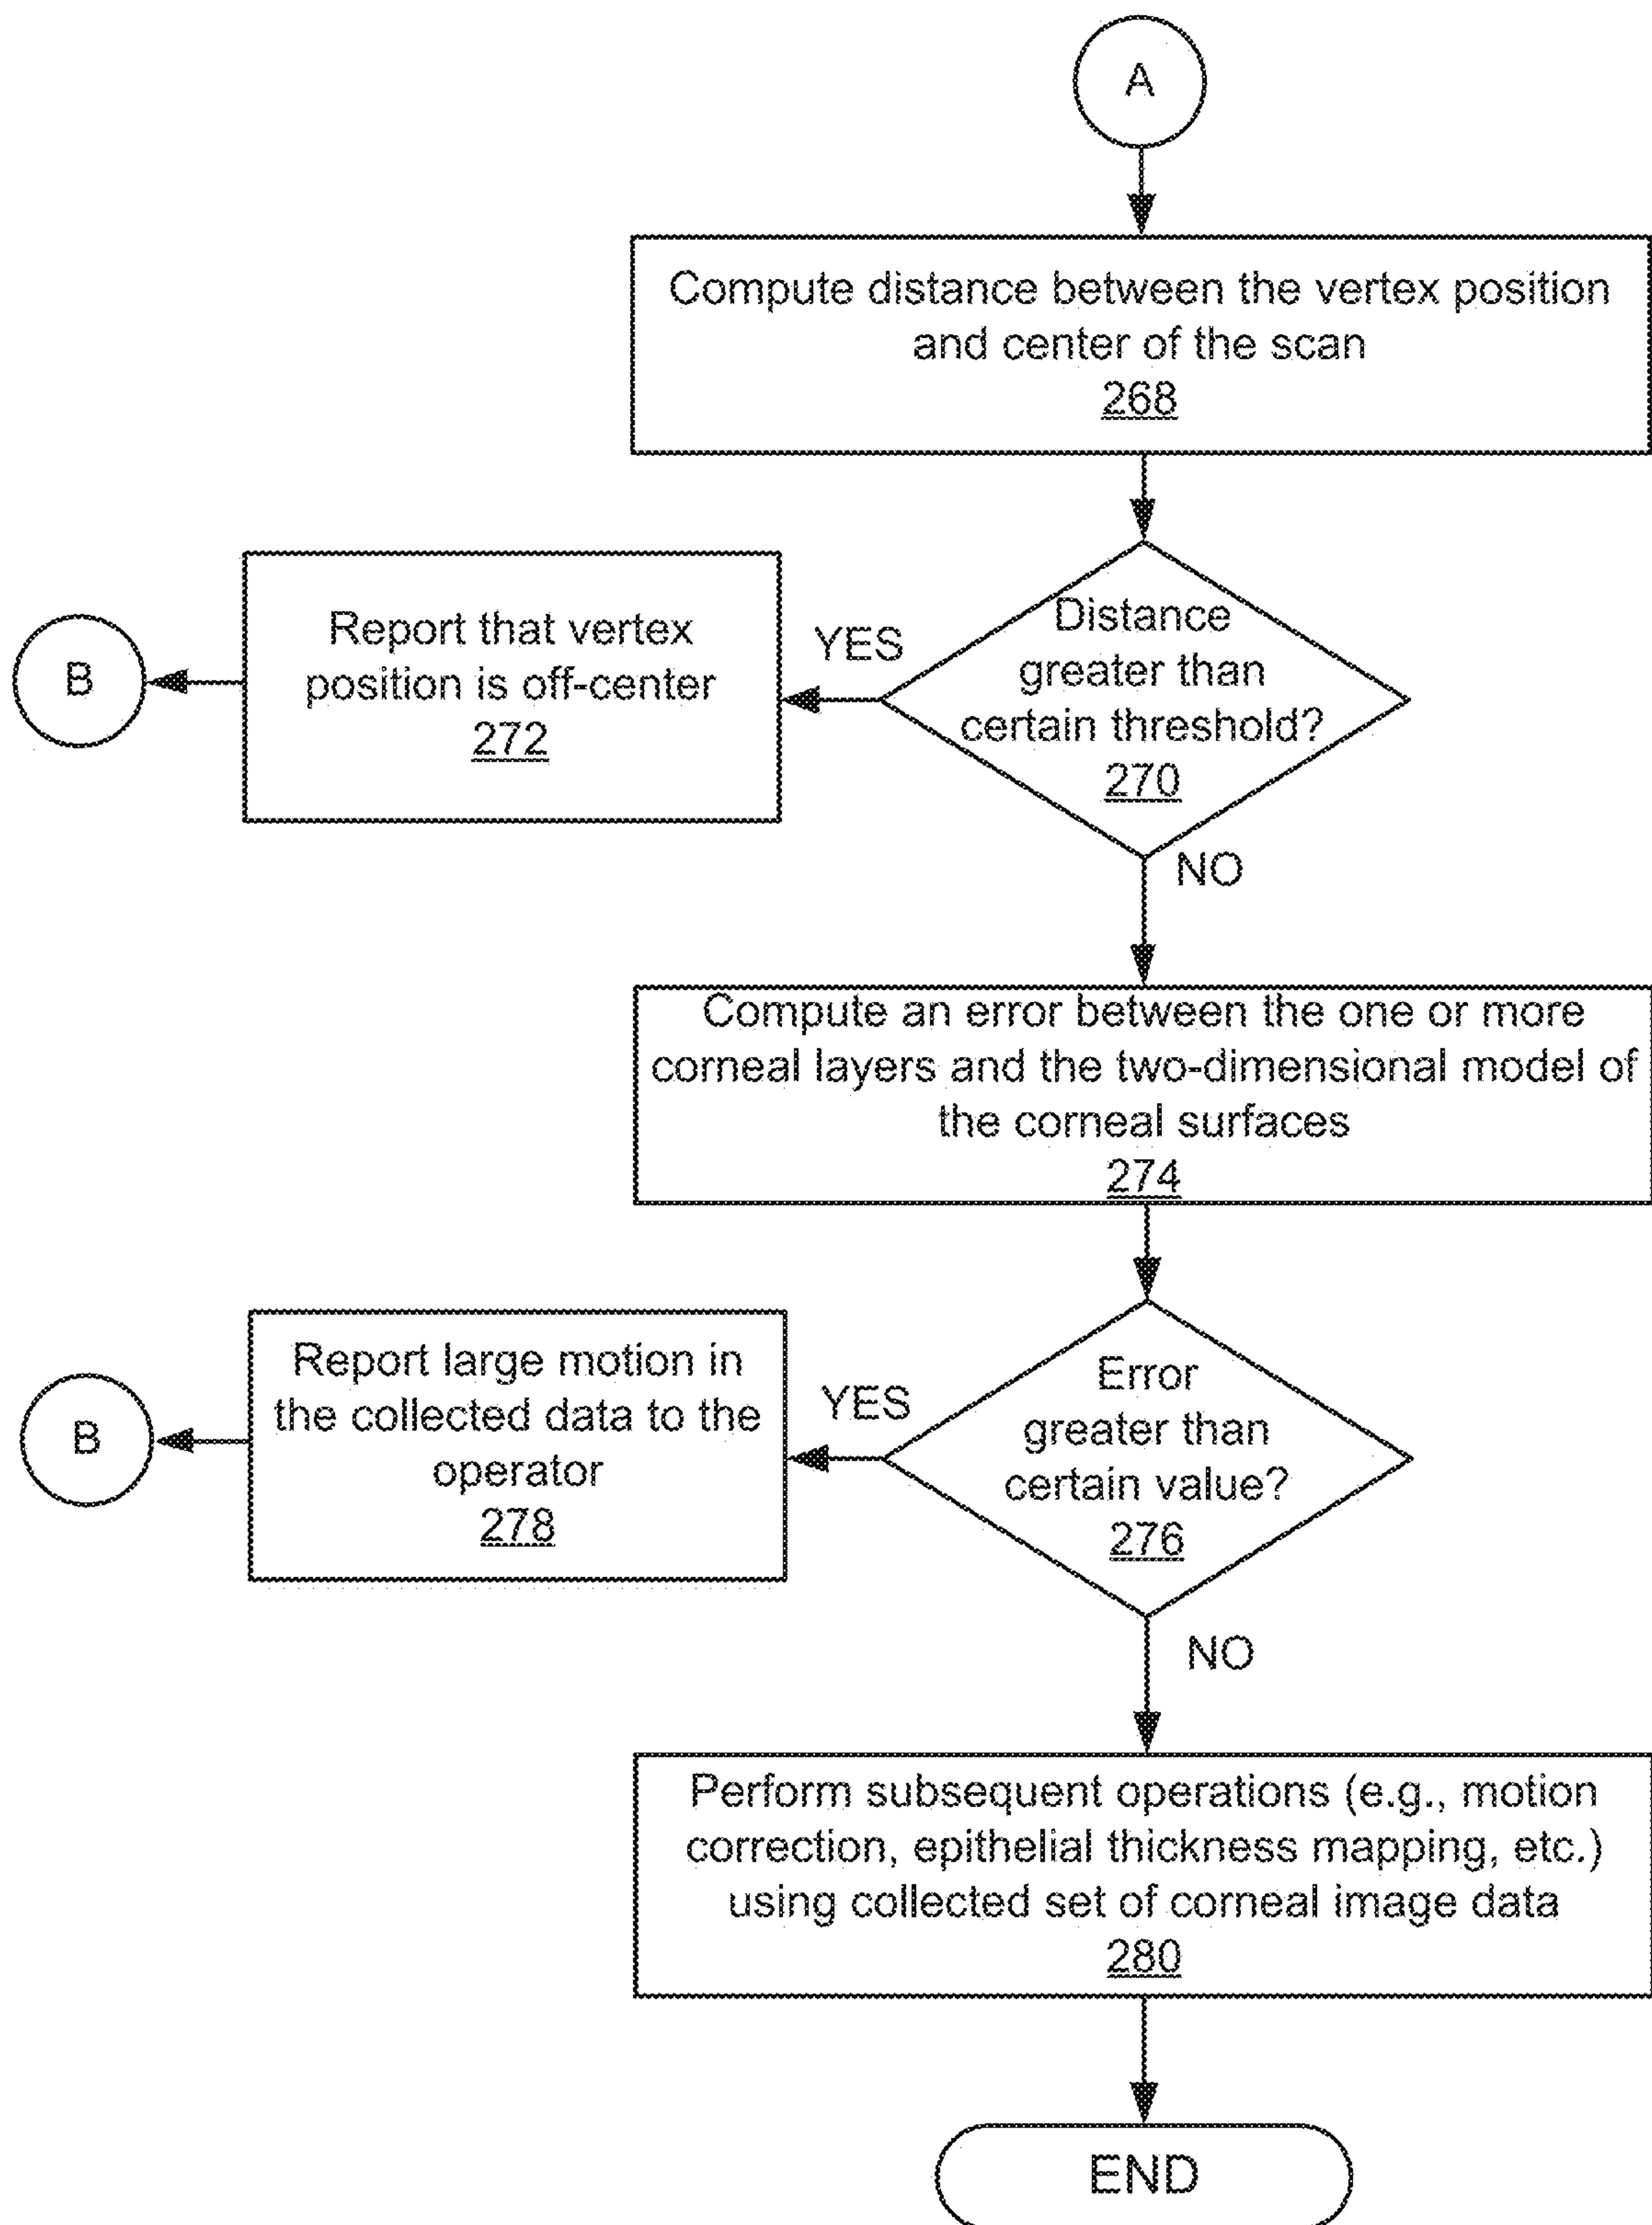 A
Compute distance between the vertex position
and center of the scan
268
Distance
greater than
certain threshold?
270
YES
Report that vertex
position is off-center
272
B
NO
Compute an error between the one or more
corneal layers and the two-dimensional model of
the corneal surfaces
274
Error
greater than
certain value?
276
YES
Report large motion in
the collected data to the
operator
278
B
NO
Perform subsequent operations (e.g., motion
correction, epithelial thickness mapping, etc.)
using collected set of corneal image data
280
END